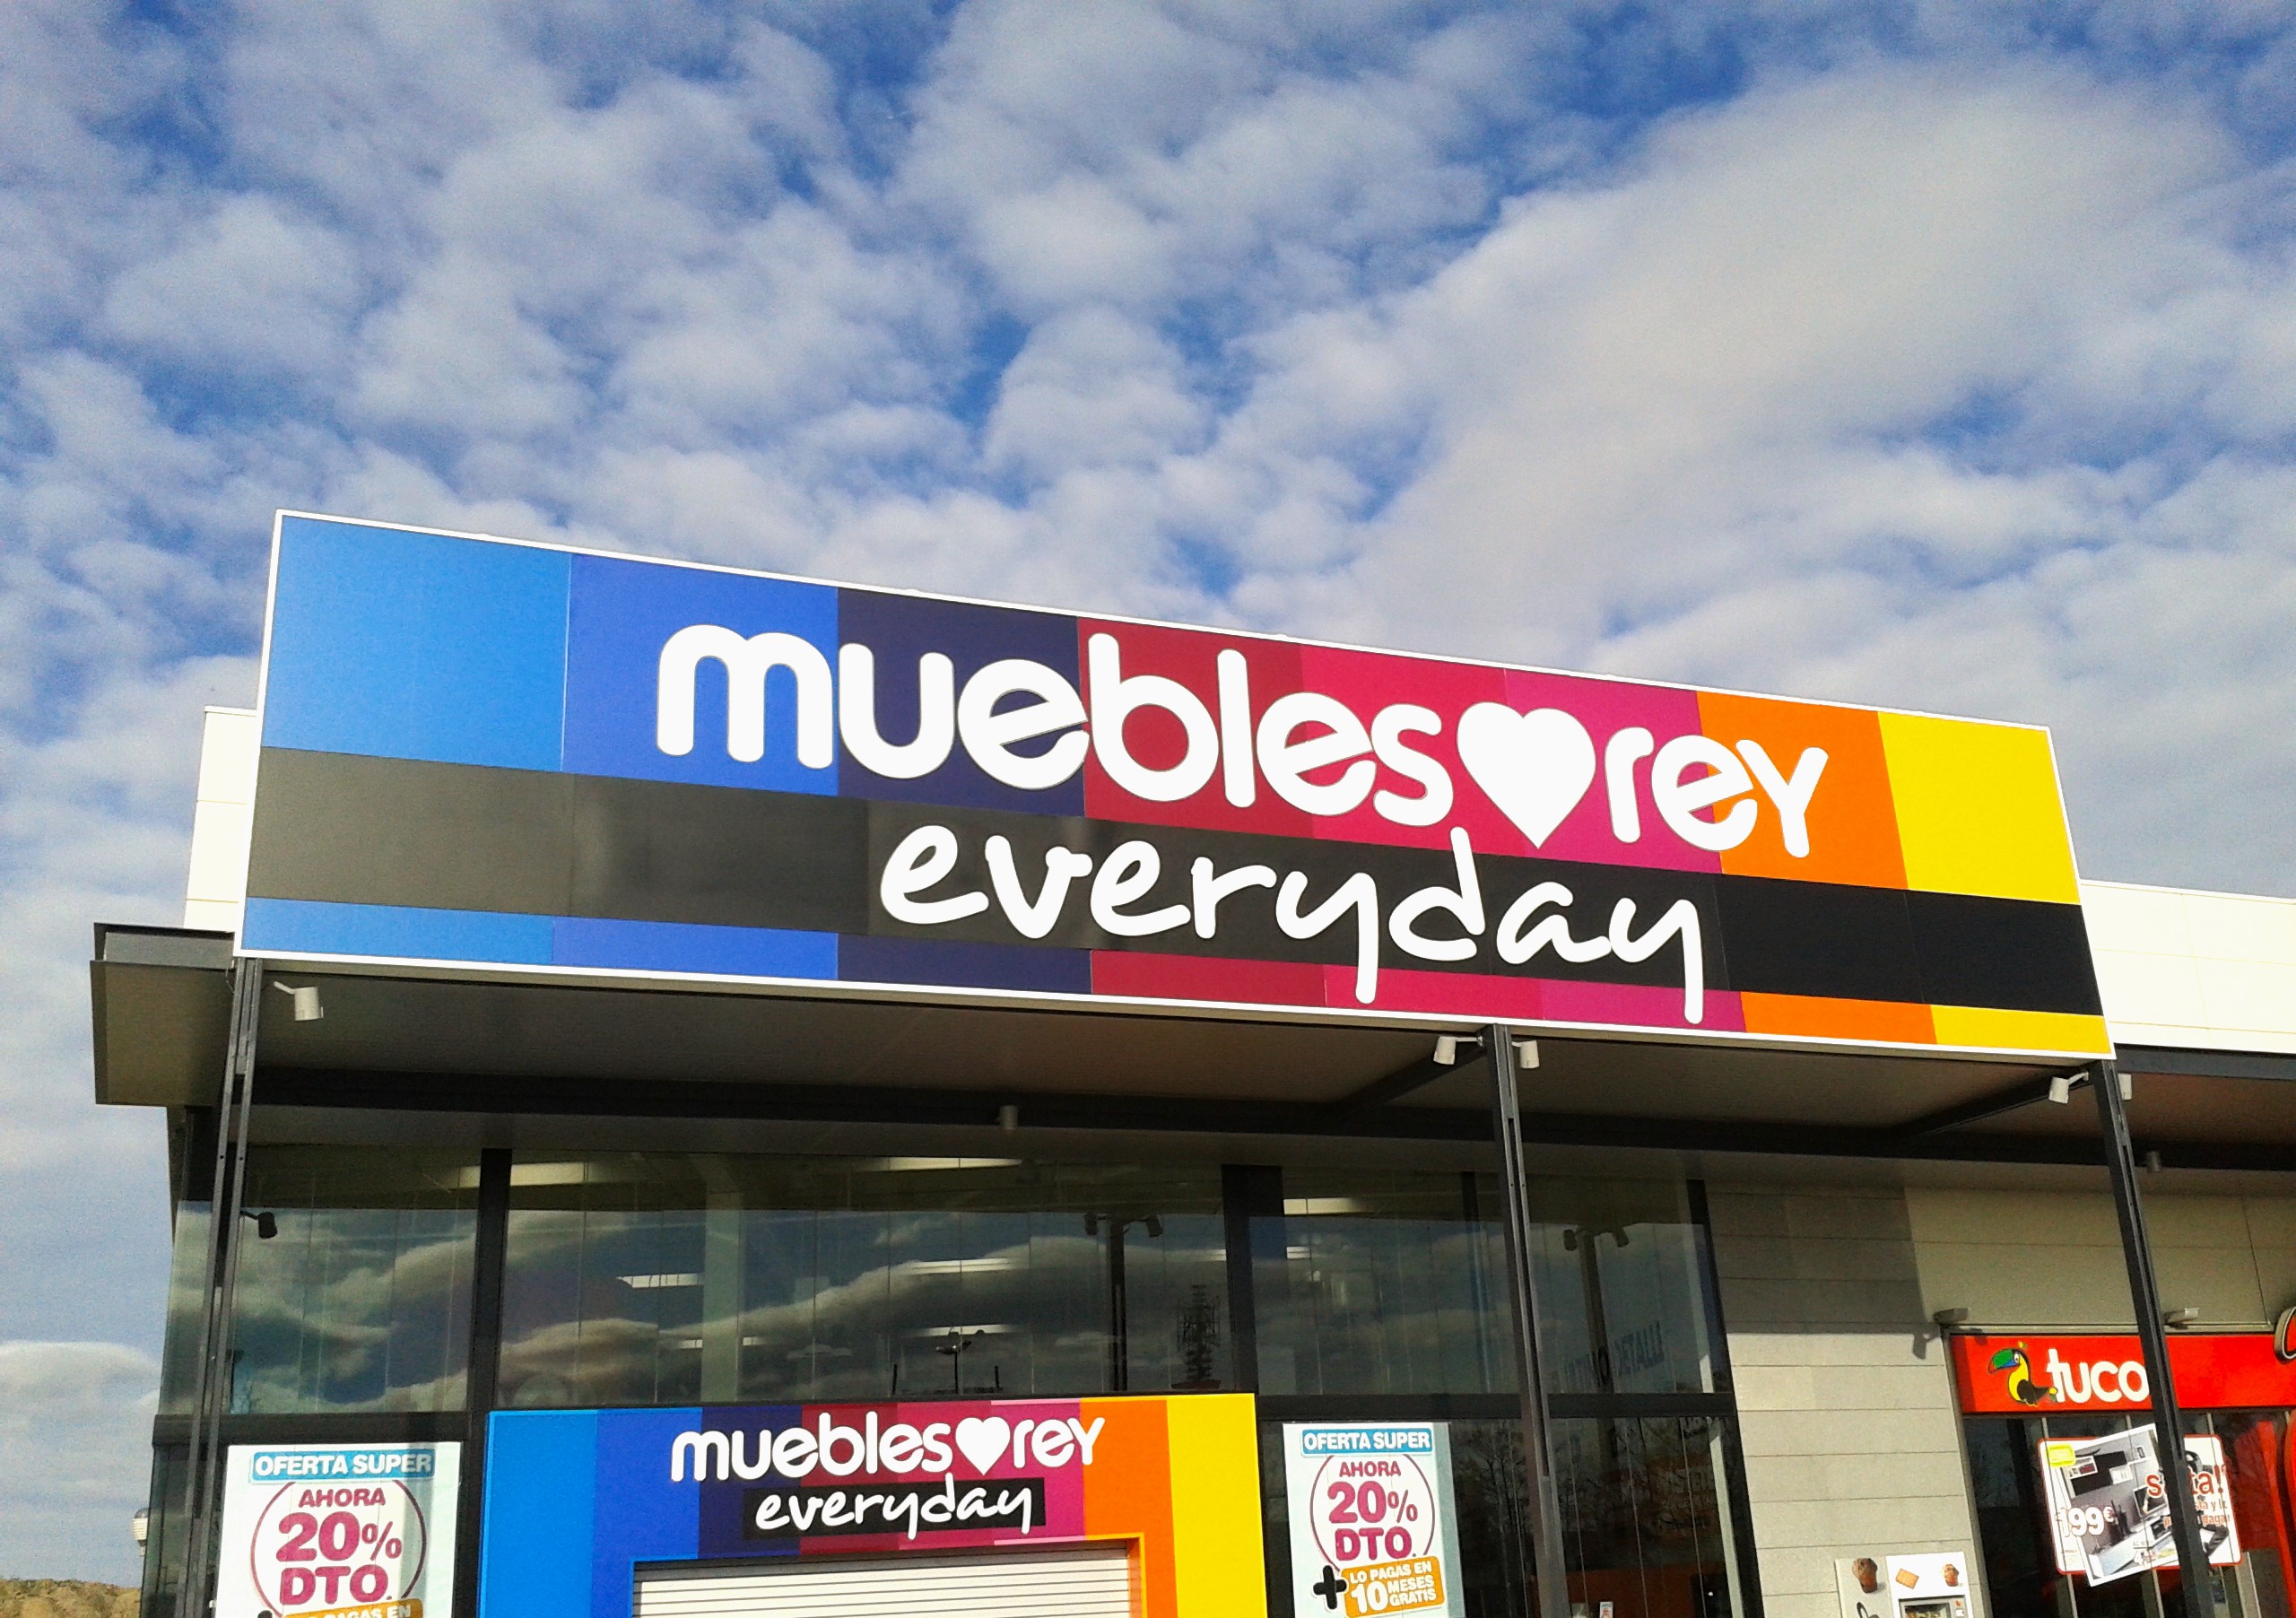 muebles rey
everyday
muebles rey
everyday
OFERTA SUPER
AHORA
20%
DTO.
OFERTA SUPER
AHORA
20%
DTO.
+ LO PAGAS EN
10 MESES
GRATIS
tuco
199€